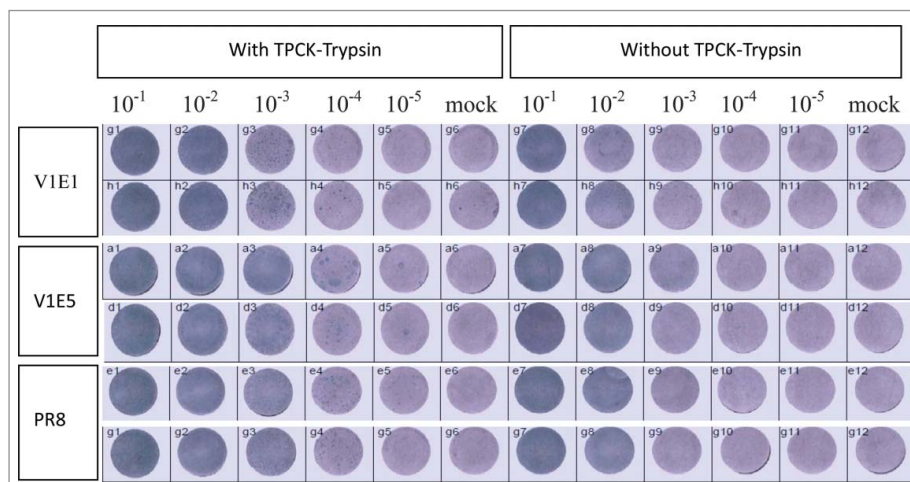 With TPCK-Trypsin Without TPCK-Trypsin
10⁻¹ 10⁻² 10⁻³ 10⁻⁴ 10⁻⁵ mock 10⁻¹ 10⁻² 10⁻³ 10⁻⁴ 10⁻⁵ mock
g1 g2 g3 g4 g5 g6 g7 g8 g9 g10 g11 g12
V1E1
h1 h2 h3 h4 h5 h6 h7 h8 h9 h10 h11 h12
a1 a2 a3 a4 a5 a6 a7 a8 a9 a10 a11 a12
V1E5
d1 d2 d3 d4 d5 d6 d7 d8 d9 d10 d11 d12
e1 e2 e3 e4 e5 e6 e7 e8 e9 e10 e11 e12
PR8
g1 g2 g3 g4 g5 g6 g7 g8 g9 g10 g11 g12